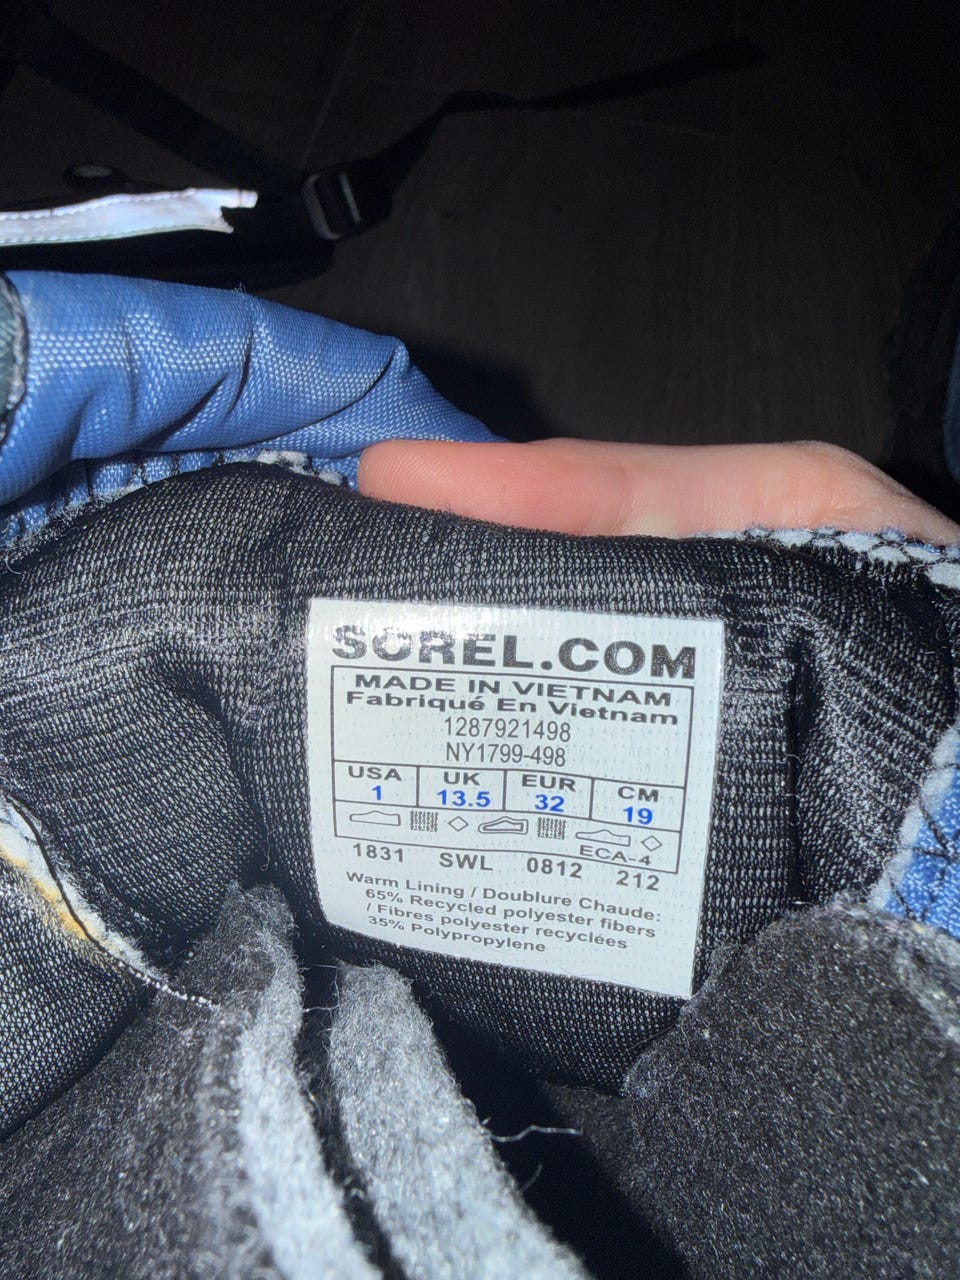 SOREL.COM
MADE IN VIETNAM
Fabriqué En Vietnam
1287921498
NY1799-498
USA UK EUR CM
1 13.5 32 19
ECA-4
1831 SWL 0812 212
Warm Lining / Doublure Chaude:
65% Recycled polyester fibers
/ Fibres polyester recyclées
35% Polypropylene